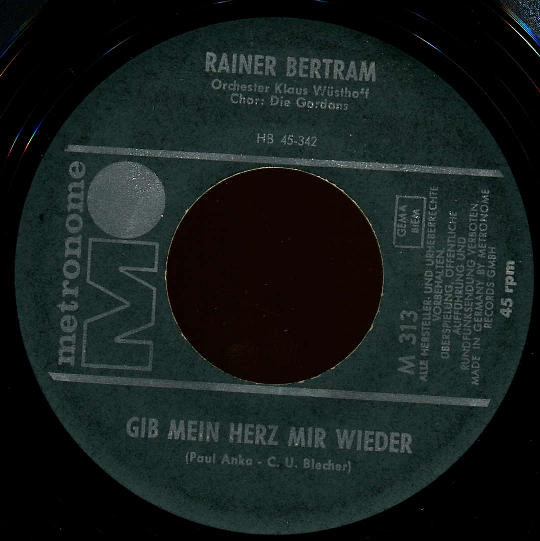 RAINER BERTRAM
Orchester Klaus Wüsthoff
Chor: Die Gordons
HB 45-342
metronome
M
GEMA
BIEM
M 313
ALLE HERSTELLER- UND URHEBERRECHTE
VORBEHALTEN.
ÜBERSPIELUNG, ÖFFENTLICHE
AUFFÜHRUNG UND
RUNDFUNKSENDUNG VERBOTEN.
MADE IN GERMANY BY METRONOME
RECORDS GMBH
45 rpm
GIB MEIN HERZ MIR WIEDER
(Paul Anka - C. U. Blecher)